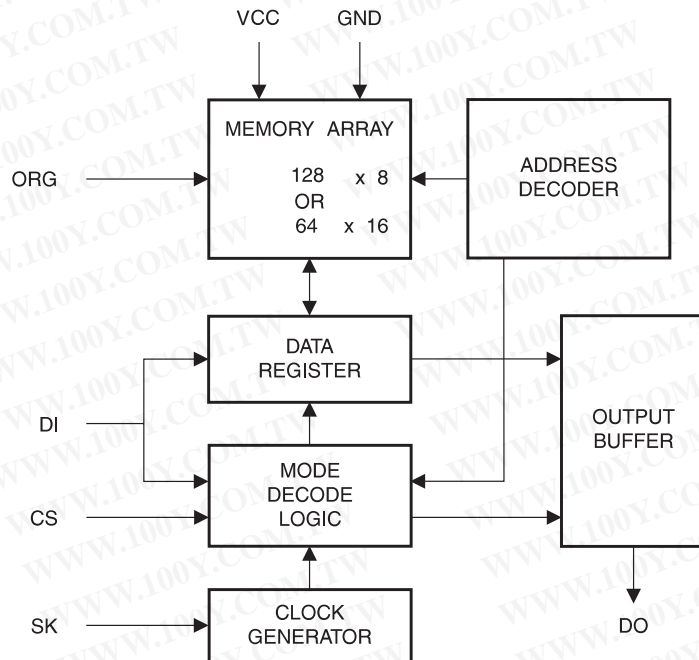 VCC GND
MEMORY ARRAY
128 x 8
OR
64 x 16
ADDRESS
DECODER
ORG
DATA
REGISTER
DI
OUTPUT
BUFFER
MODE
DECODE
LOGIC
CS
CLOCK
GENERATOR
SK
DO
WWW.100Y.COM.TW